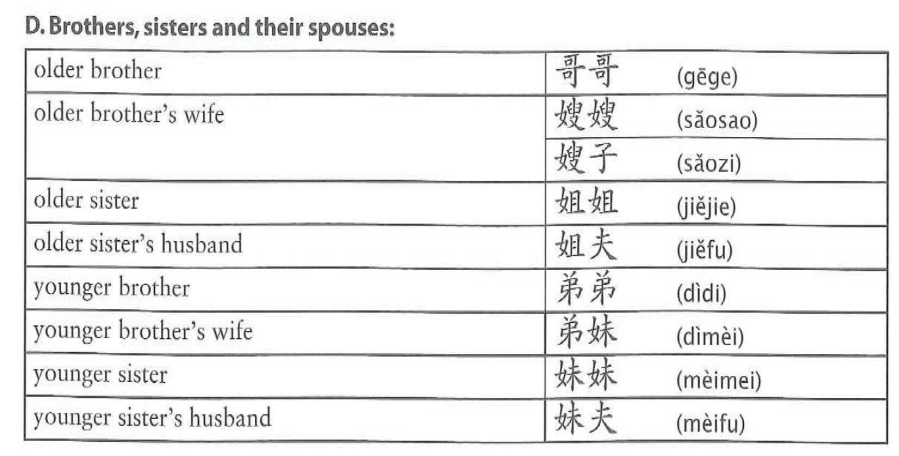 D. Brothers, sisters and their spouses:
older brother 哥哥 (gēge)
older brother's wife 嫂嫂 (sǎosao)
嫂子 (sǎozi)
older sister 姐姐 (jiějie)
older sister's husband 姐夫 (jiěfu)
younger brother 弟弟 (dìdi)
younger brother's wife 弟妹 (dìmèi)
younger sister 妹妹 (mèimei)
younger sister's husband 妹夫 (mèifu)